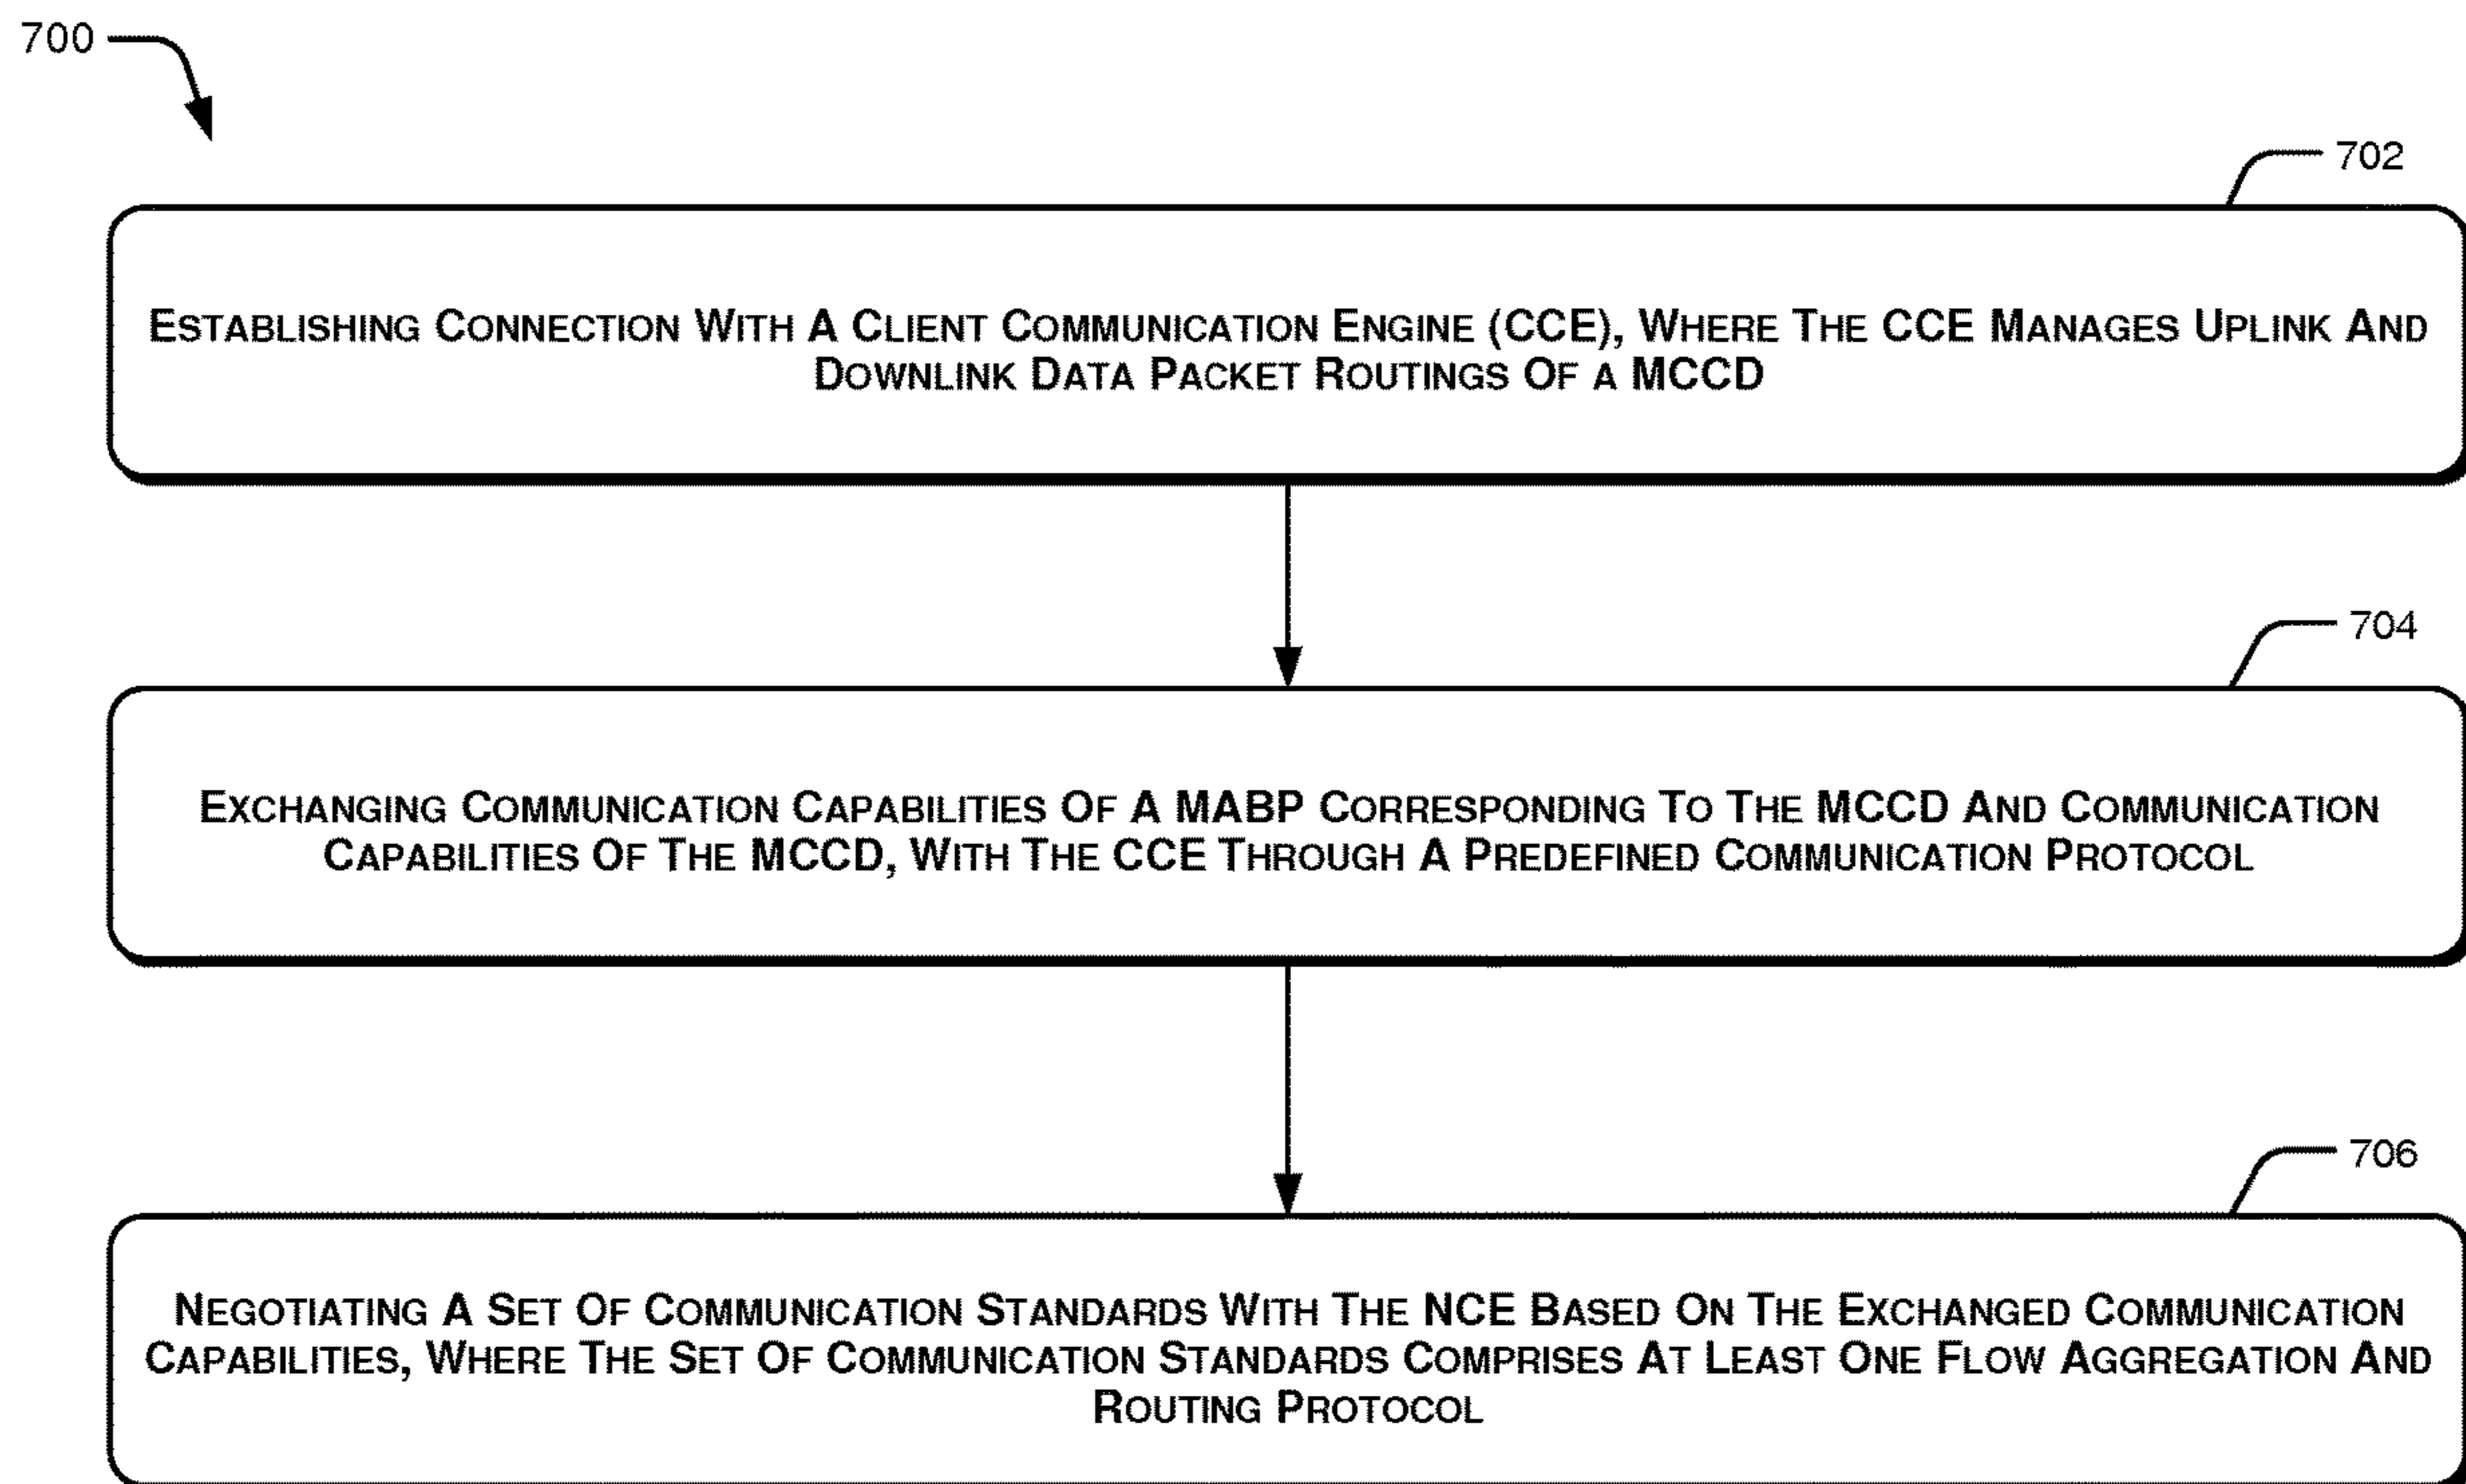 700
702
ESTABLISHING CONNECTION WITH A CLIENT COMMUNICATION ENGINE (CCE), WHERE THE CCE MANAGES UPLINK AND
DOWNLINK DATA PACKET ROUTINGS OF A MCCD
704
EXCHANGING COMMUNICATION CAPABILITIES OF A MABP CORRESPONDING TO THE MCCD AND COMMUNICATION
CAPABILITIES OF THE MCCD, WITH THE CCE THROUGH A PREDEFINED COMMUNICATION PROTOCOL
706
NEGOTIATING A SET OF COMMUNICATION STANDARDS WITH THE NCE BASED ON THE EXCHANGED COMMUNICATION
CAPABILITIES, WHERE THE SET OF COMMUNICATION STANDARDS COMPRISES AT LEAST ONE FLOW AGGREGATION AND
ROUTING PROTOCOL